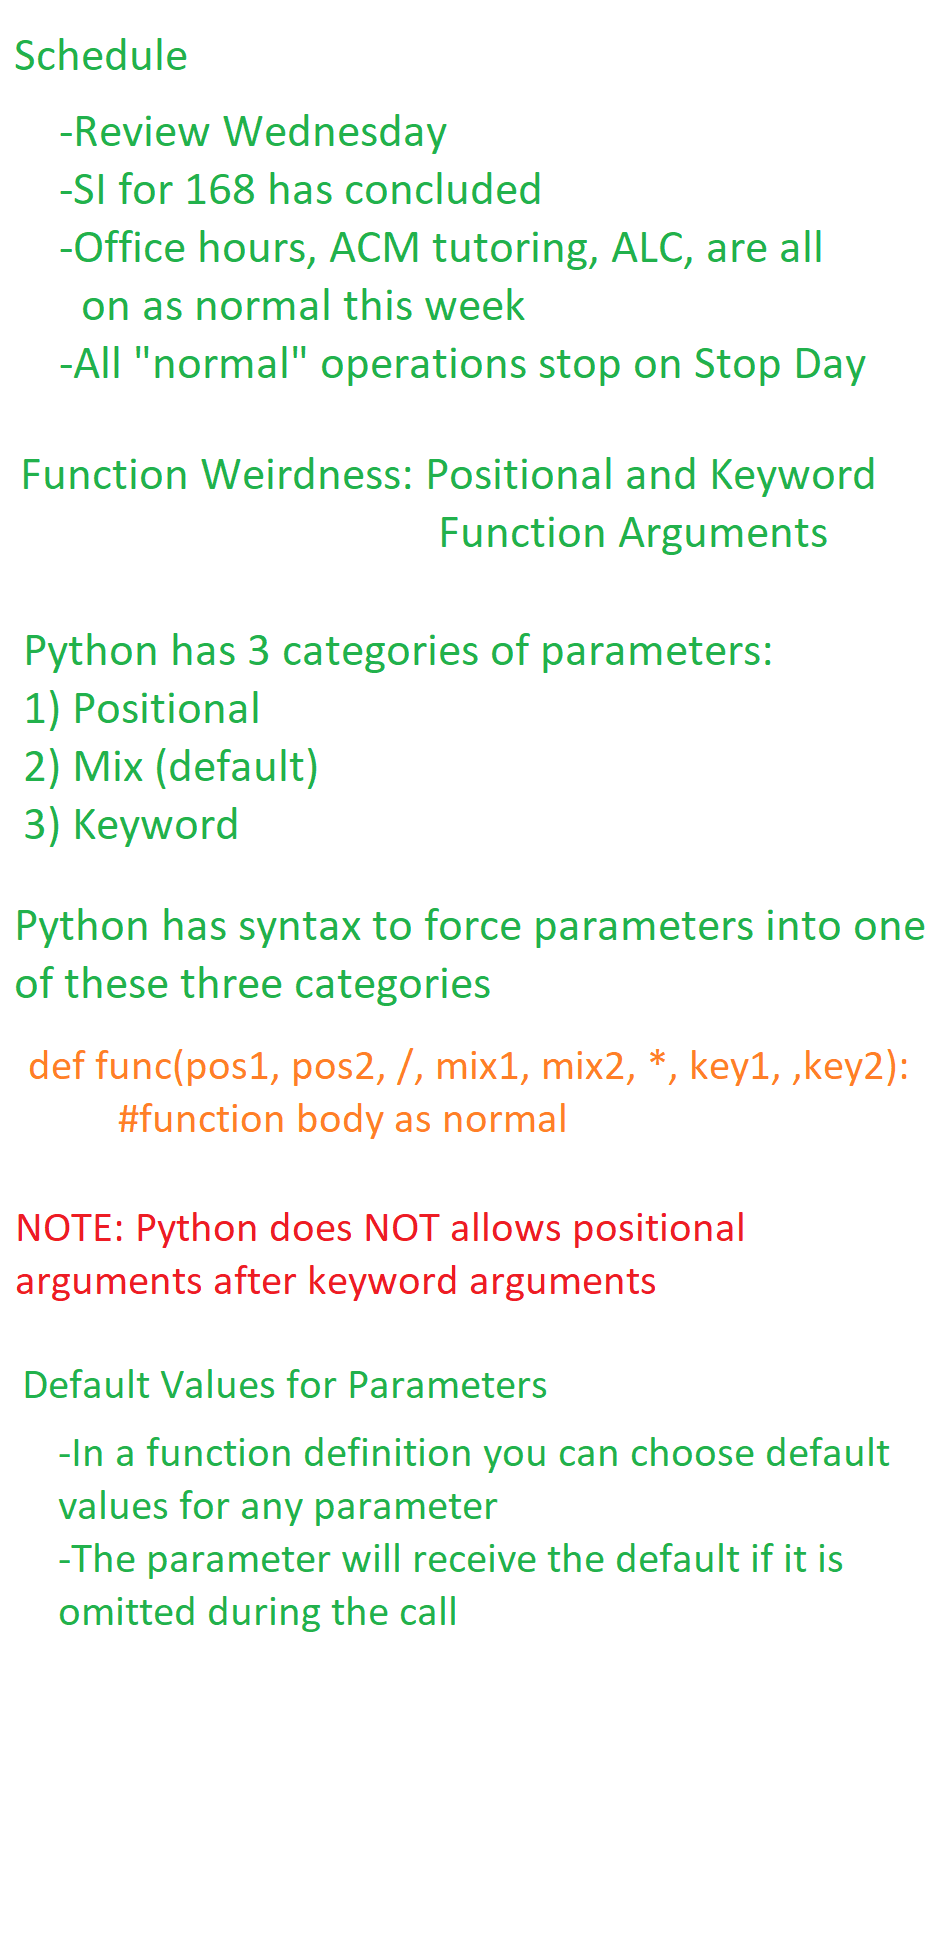 Schedule
-Review Wednesday
-SI for 168 has concluded
-Office hours, ACM tutoring, ALC, are all
on as normal this week
-All "normal" operations stop on Stop Day
Function Weirdness: Positional and Keyword
Function Arguments
Python has 3 categories of parameters:
1) Positional
2) Mix (default)
3) Keyword
Python has syntax to force parameters into one
of these three categories
def func(pos1, pos2, /, mix1, mix2, *, key1, ,key2):
#function body as normal
NOTE: Python does NOT allows positional
arguments after keyword arguments
Default Values for Parameters
-In a function definition you can choose default
values for any parameter
-The parameter will receive the default if it is
omitted during the call